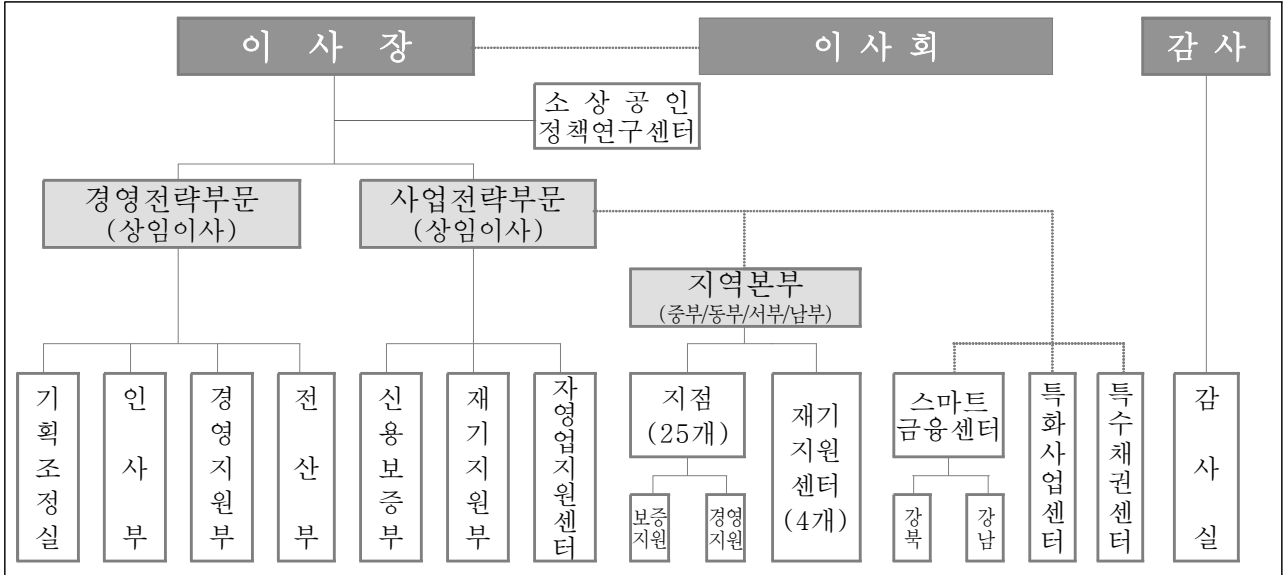 이 사 장
이 사 회
감 사
소 상 공 인
정책연구센터
경영전략부문
(상임이사)
사업전략부문
(상임이사)
지역본부
(중부/동부/서부/남부)
기획조정실
인사부
경영지원부
전산부
신용보증부
재기지원부
자영업지원센터
지점
(25개)
보증
지원
경영
지원
재기
지원
센터
(4개)
스마트
금융센터
강북
강남
특화사업센터
특수채권센터
감사실